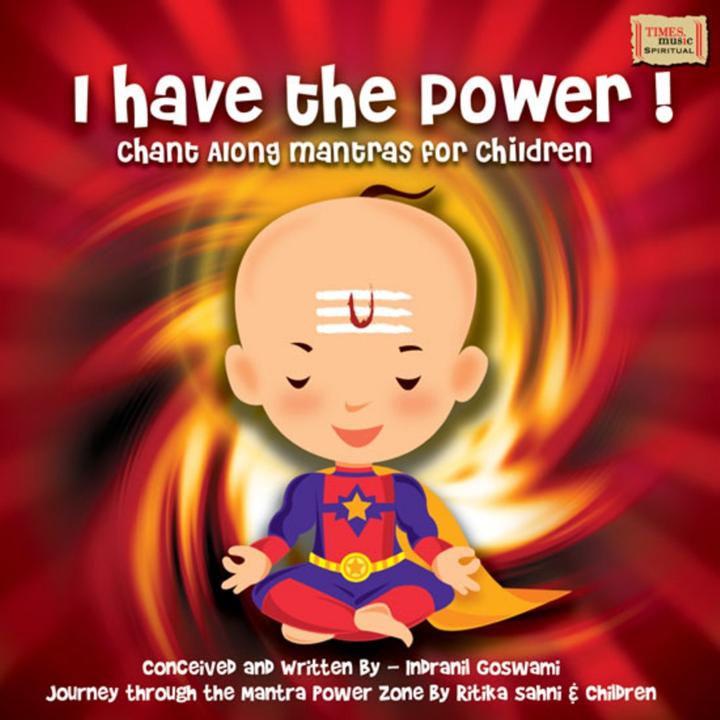 TIMES
music
SPIRITUAL
I have the power !
Chant Along mantras for Children
Conceived and Written By – Indranil Goswami
Journey through the Mantra Power Zone By Ritika Sahni & Children